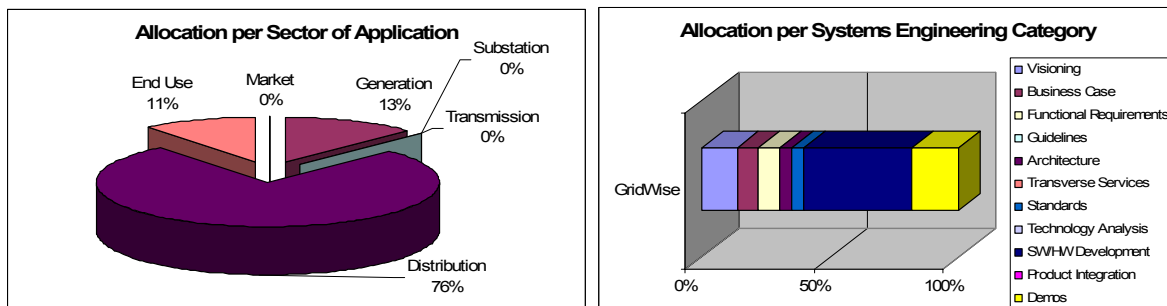 Allocation per Sector of Application
Substation
0%
Market
0%
End Use
11%
Generation
13%
Transmission
0%
Distribution
76%
Allocation per Systems Engineering Category
GridWise
0%
50%
100%
Visioning
Business Case
Functional Requirements
Guidelines
Architecture
Transverse Services
Standards
Technology Analysis
SW/HW Development
Product Integration
Demos